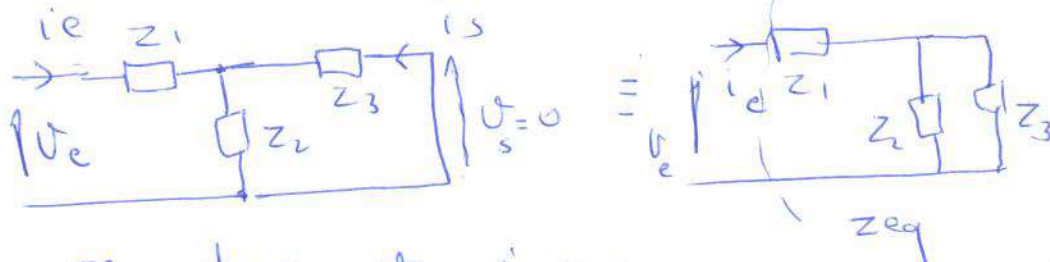 ie Z1 is
Z3
Ve Z2 Vs=0
≡
ie Z1
Ve Z2 Z3
Zeq